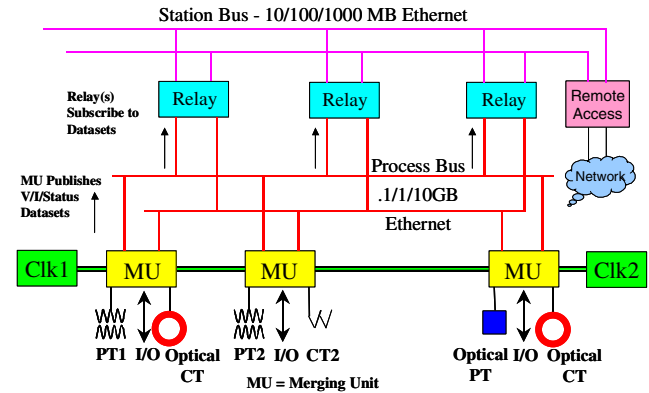 Station Bus - 10/100/1000 MB Ethernet
Relay(s)
Subscribe to
Datasets
Relay
Relay
Relay
Remote
Access
MU Publishes
V/I/Status
Datasets
Process Bus
.1/1/10GB
Ethernet
Network
Clk1
MU
MU
MU
Clk2
PT1 I/O Optical
CT
PT2 I/O CT2
Optical I/O Optical
PT CT
MU = Merging Unit